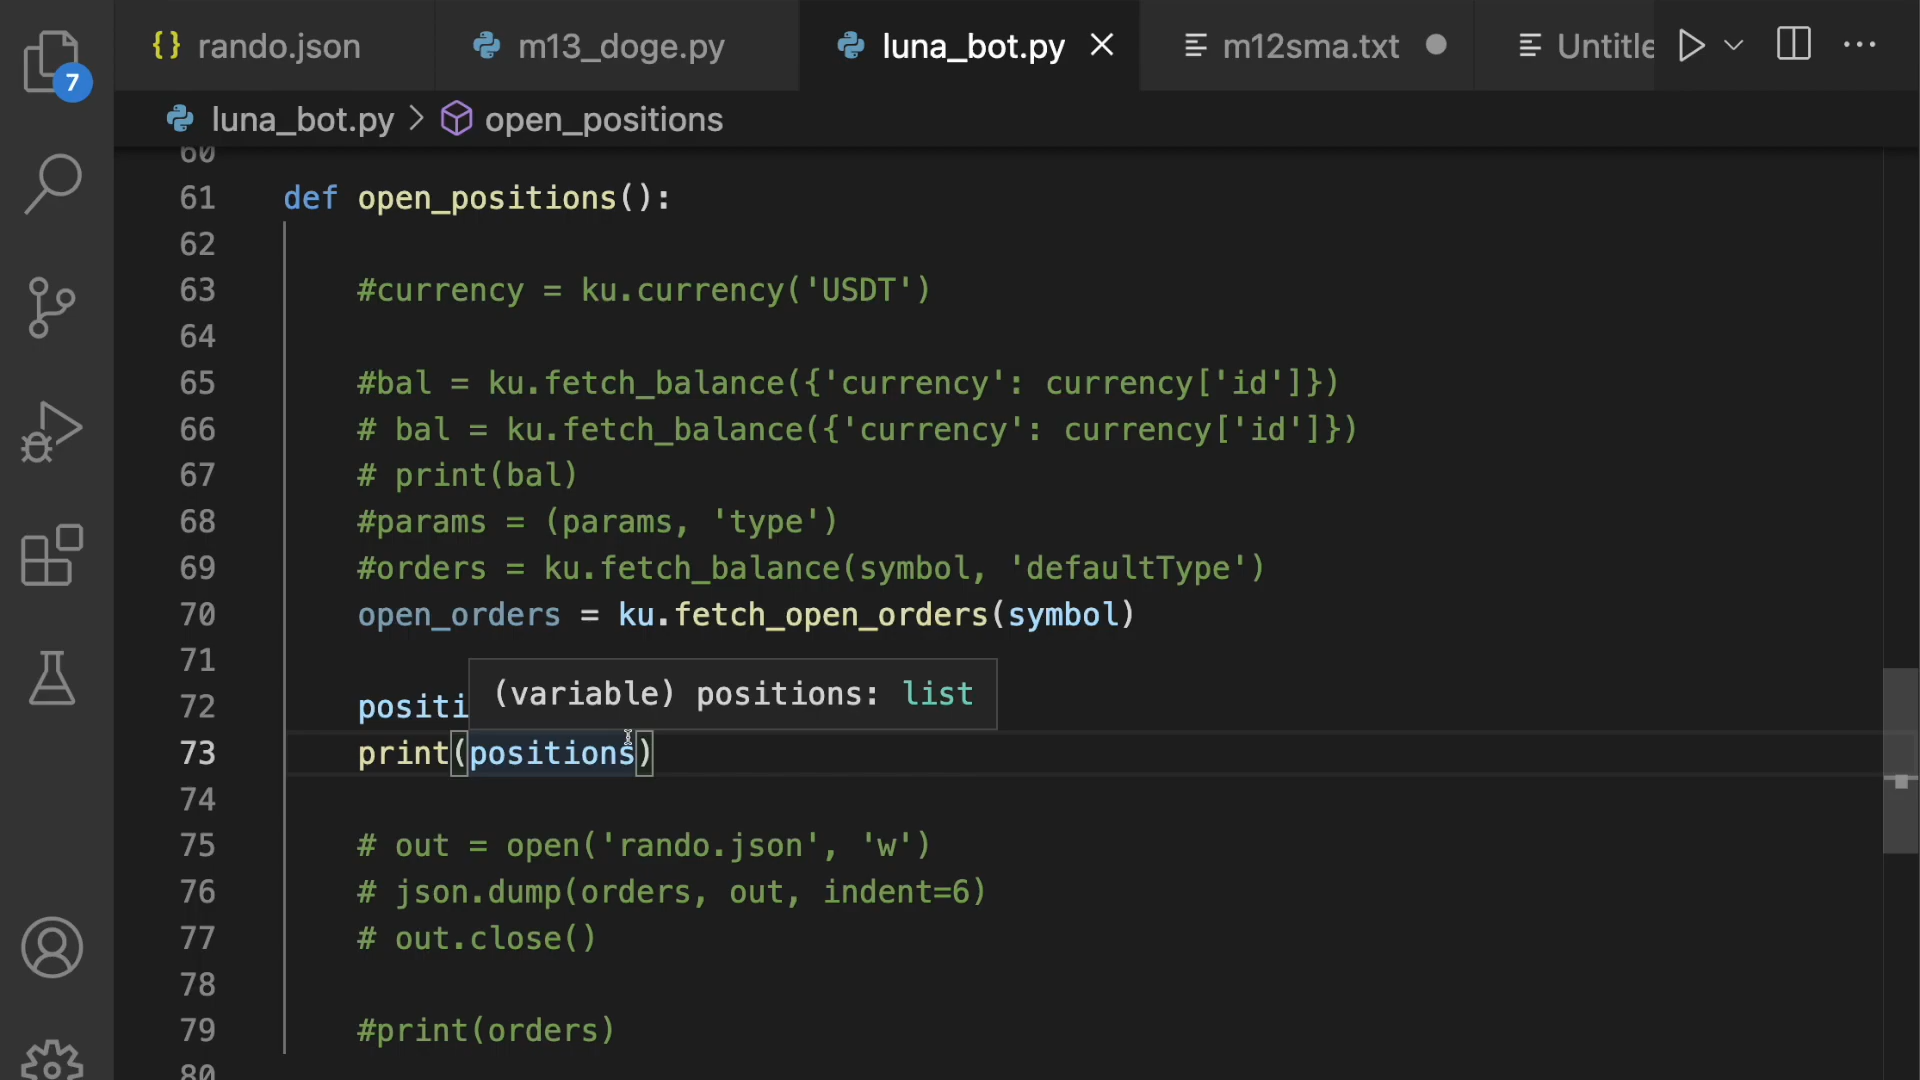 {} rando.json
m13_doge.py
luna_bot.py
m12sma.txt
Untitle
7
luna_bot.py > open_positions
60
61 def open_positions():
62
63 #currency = ku.currency('USDT')
64
65 #bal = ku.fetch_balance({'currency': currency['id']})
66 # bal = ku.fetch_balance({'currency': currency['id']})
67 # print(bal)
68 #params = (params, 'type')
69 #orders = ku.fetch_balance(symbol, 'defaultType')
70 open_orders = ku.fetch_open_orders(symbol)
71
(variable) positions: list
72 positi
73 print(positions)
74
75 # out = open('rando.json', 'w')
76 # json.dump(orders, out, indent=6)
77 # out.close()
78
79 #print(orders)
80